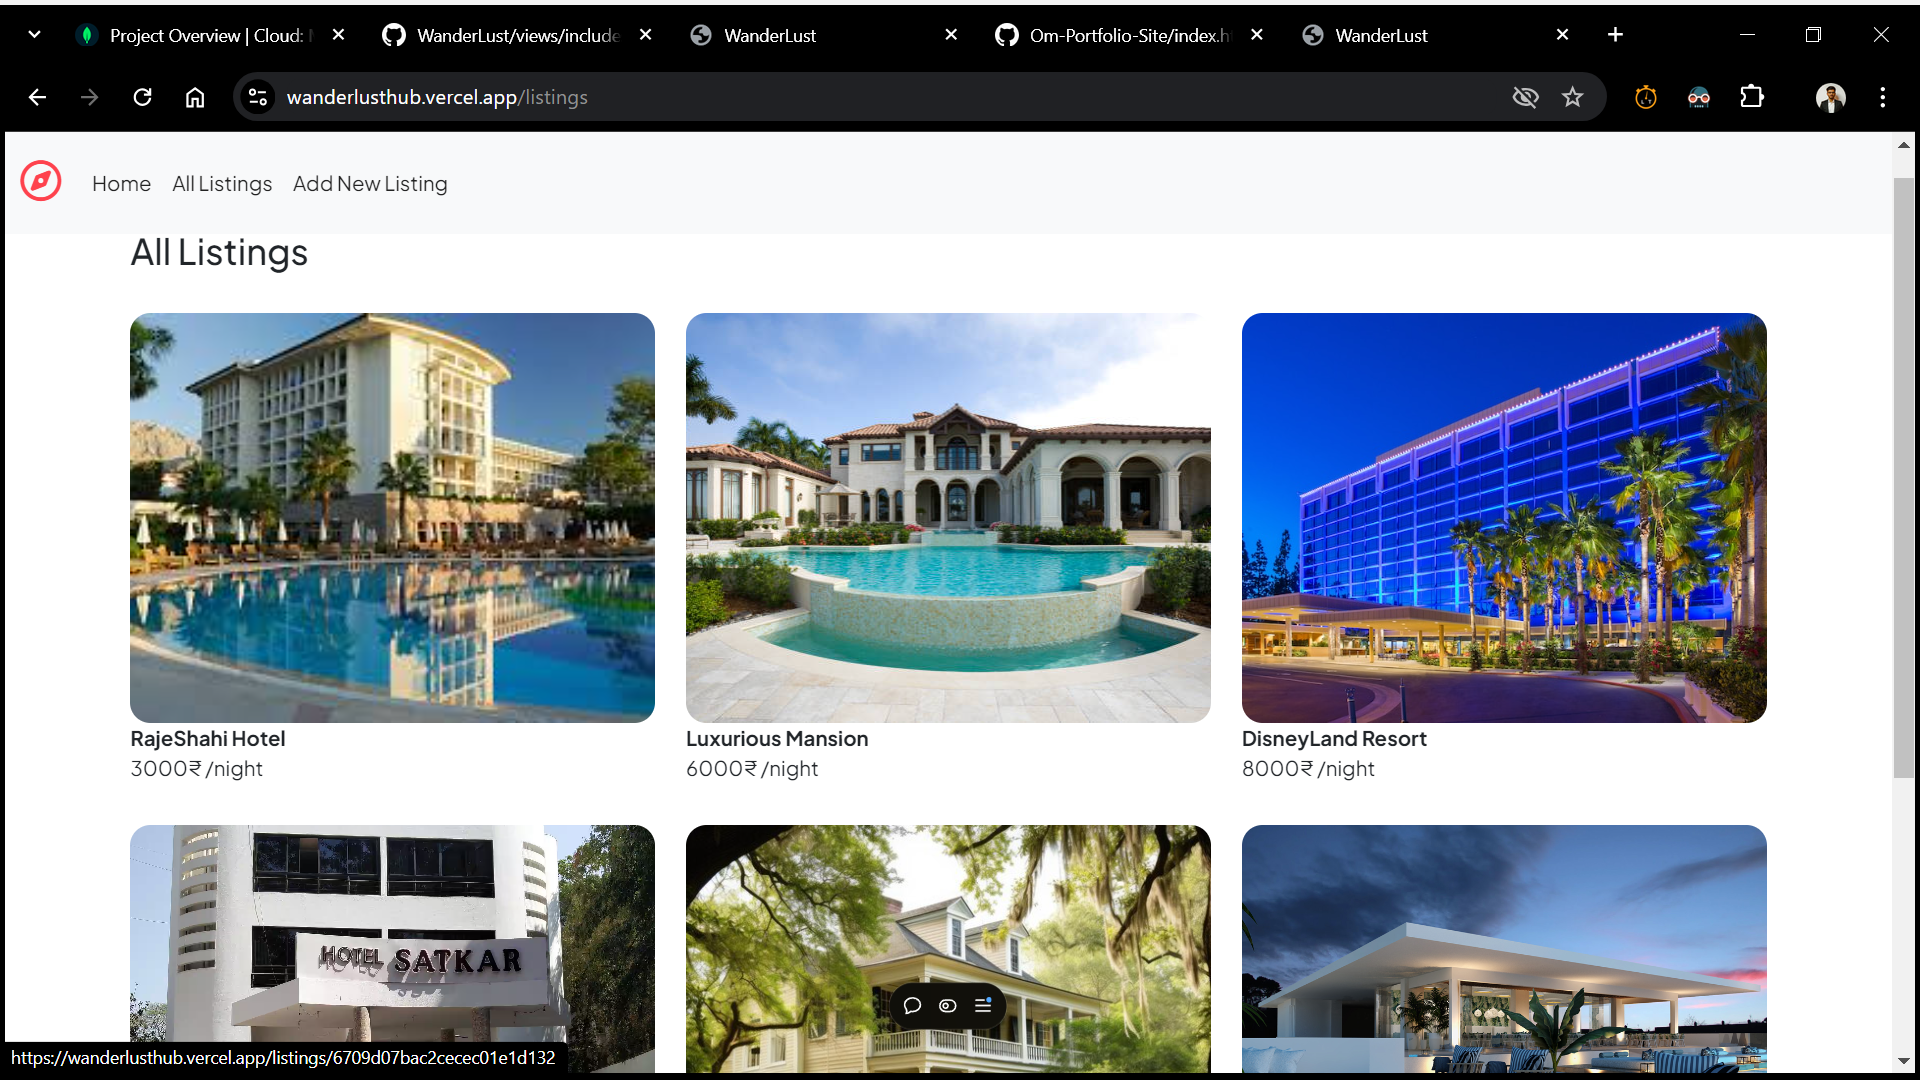 Project Overview | Cloud:
WanderLust/views/include
WanderLust
Om-Portfolio-Site/index.h
WanderLust
wanderlusthub.vercel.app/listings
Home
All Listings
Add New Listing
All Listings
RajeShahi Hotel
3000₹ /night
Luxurious Mansion
6000₹ /night
DisneyLand Resort
8000₹ /night
HOTEL SATKAR
https://wanderlusthub.vercel.app/listings/6709d07bac2cecec01e1d132